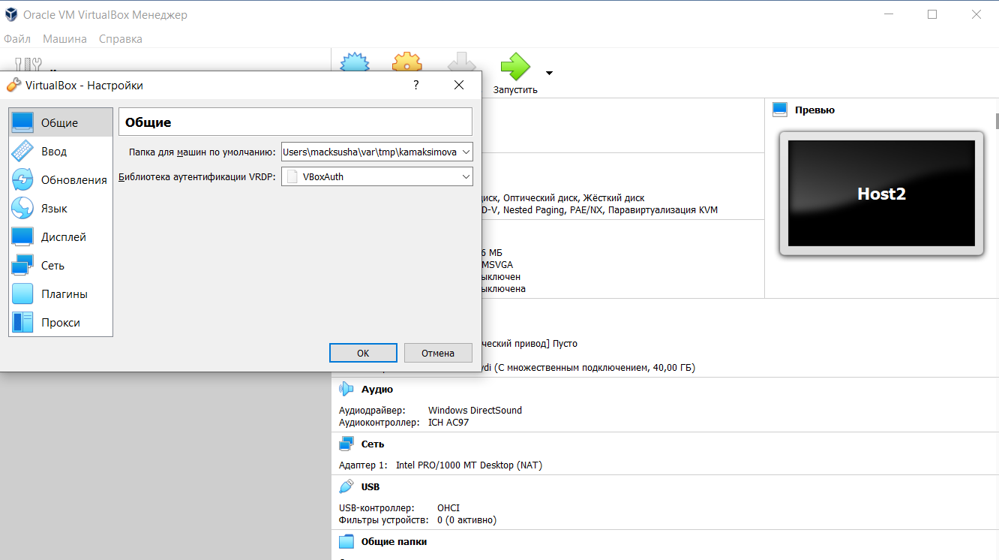 Oracle VM VirtualBox Менеджер
Файл Машина Справка
Запустить
VirtualBox - Настройки
?
Общие
Ввод
Обновления
Язык
Дисплей
Сеть
Плагины
Прокси
Общие
Папка для машин по умолчанию: Users\macksusha\var\tmp\kamaksimova
Библиотека аутентификации VRDP: VBoxAuth
OK Отмена
Превью
Host2
диск, Оптический диск, Жёсткий диск
D-V, Nested Paging, PAE/NX, Паравиртуализация KVM
6 МБ
MSVGA
ыключен
ыключена
ческий привод] Пусто
vdi (С множественным подключением, 40,00 ГБ)
Аудио
Аудиодрайвер: Windows DirectSound
Аудиоконтроллер: ICH AC97
Сеть
Адаптер 1: Intel PRO/1000 MT Desktop (NAT)
USB
USB-контроллер: OHCI
Фильтры устройств: 0 (0 активно)
Общие папки